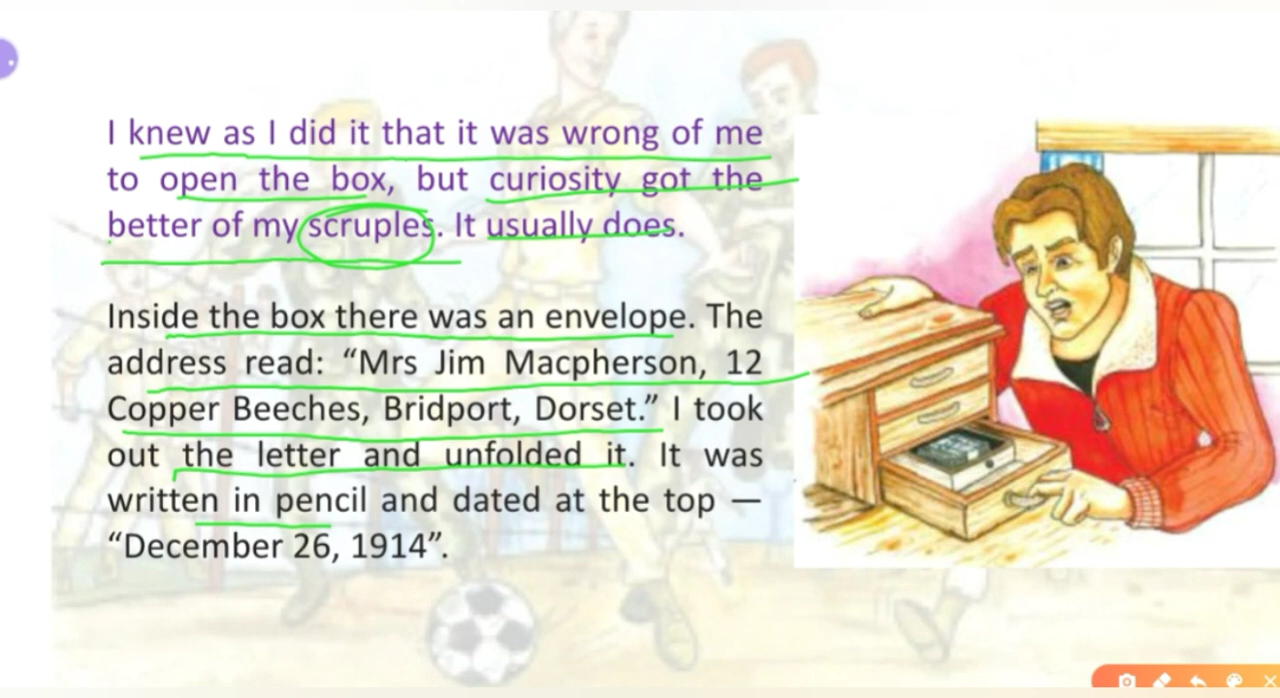 I knew as I did it that it was wrong of me
to open the box, but curiosity got the
better of my scruples. It usually does.
Inside the box there was an envelope. The
address read: “Mrs Jim Macpherson, 12
Copper Beeches, Bridport, Dorset.” I took
out the letter and unfolded it. It was
written in pencil and dated at the top —
“December 26, 1914”.